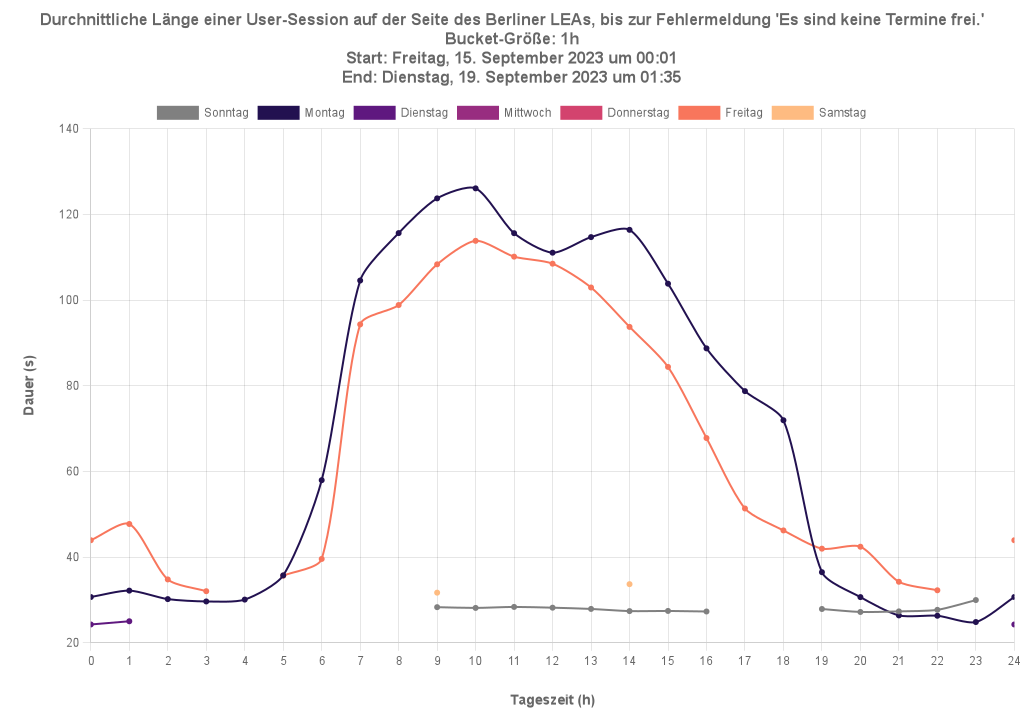 Durchnittliche Länge einer User-Session auf der Seite des Berliner LEAs, bis zur Fehlermeldung 'Es sind keine Termine frei.'
Bucket-Größe: 1h
Start: Freitag, 15. September 2023 um 00:01
End: Dienstag, 19. September 2023 um 01:35
Sonntag Montag Dienstag Mittwoch Donnerstag Freitag Samstag
140
120
100
80
60
40
20
Dauer (s)
0 1 2 3 4 5 6 7 8 9 10 11 12 13 14 15 16 17 18 19 20 21 22 23 24
Tageszeit (h)